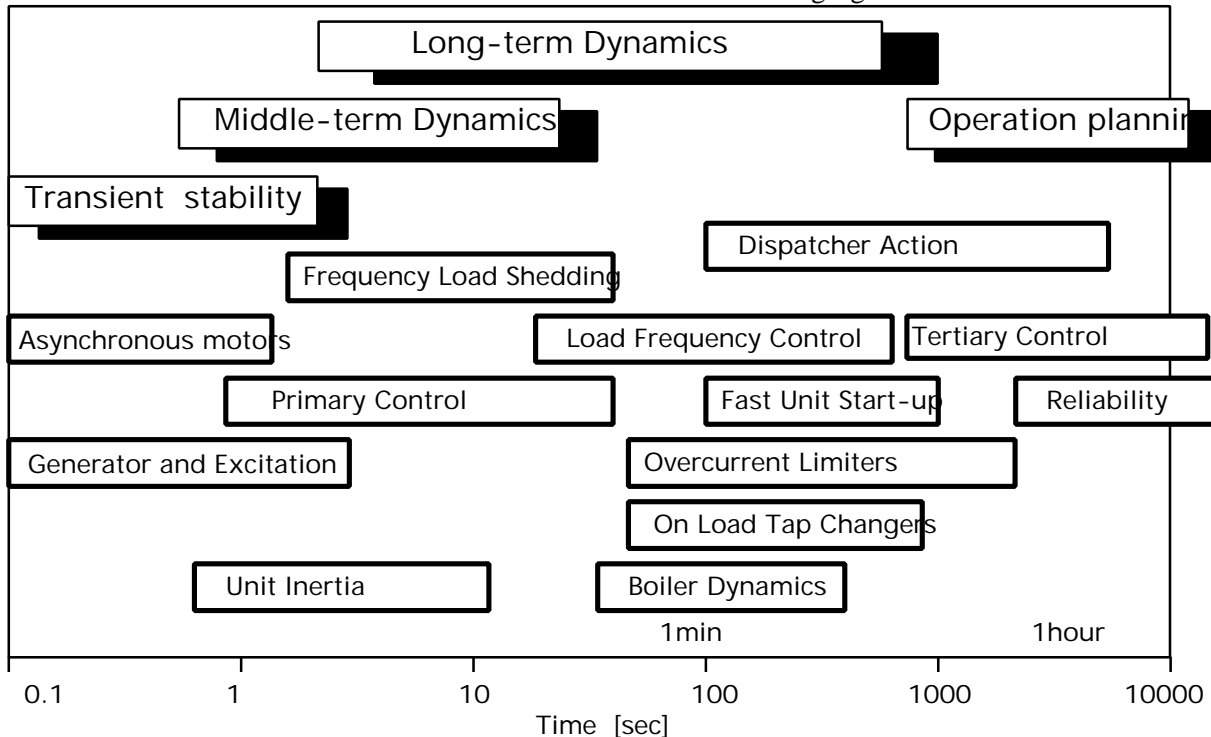 Long-term Dynamics
Middle-term Dynamics
Operation plannin
Transient stability
Dispatcher Action
Frequency Load Shedding
Asynchronous motors
Load Frequency Control
Tertiary Control
Primary Control
Fast Unit Start-up
Reliability
Generator and Excitation
Overcurrent Limiters
On Load Tap Changers
Unit Inertia
Boiler Dynamics
1min
1hour
0.1
1
10
100
1000
10000
Time [sec]